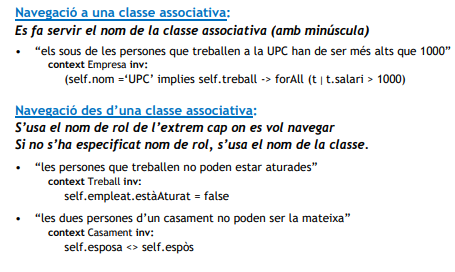 Navegació a una classe associativa:
Es fa servir el nom de la classe associativa (amb minúscula)
• “els sous de les persones que treballen a la UPC han de ser més alts que 1000”
context Empresa inv:
(self.nom =‘UPC’ implies self.treball -> forAll (t | t.salari > 1000)
Navegació des d’una classe associativa:
S’usa el nom de rol de l’extrem cap on es vol navegar
Si no s’ha especificat nom de rol, s’usa el nom de la classe.
• “les persones que treballen no poden estar aturades”
context Treball inv:
self.empleat.estàAturat = false
• “les dues persones d’un casament no poden ser la mateixa”
context Casament inv:
self.esposa <> self.espòs